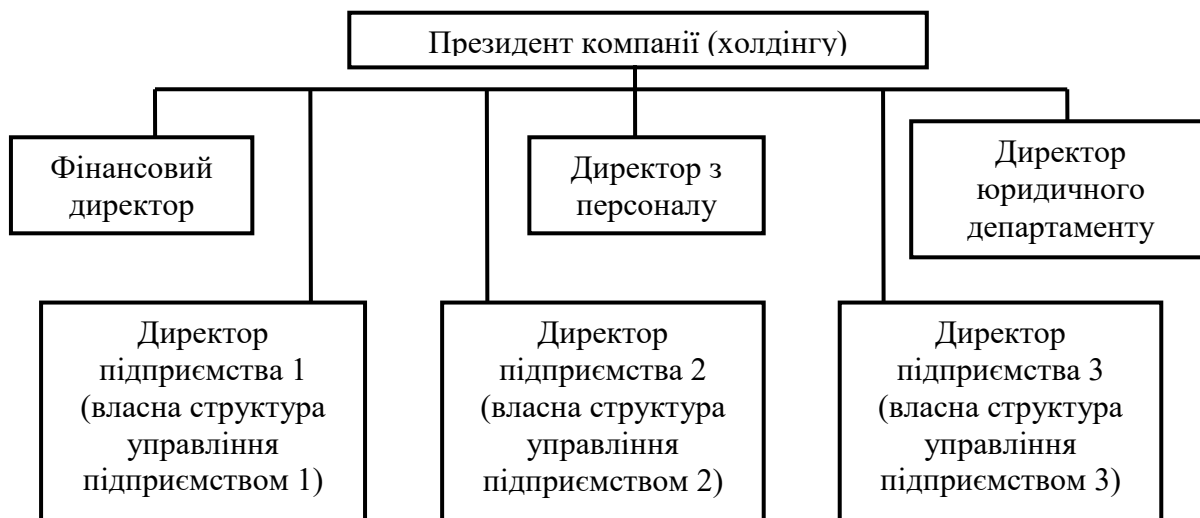 Президент компанії (холдінгу)
Фінансовий
директор
Директор з
персоналу
Директор
юридичного
департаменту
Директор
підприємства 1
(власна структура
управління
підприємством 1)
Директор
підприємства 2
(власна структура
управління
підприємством 2)
Директор
підприємства 3
(власна структура
управління
підприємством 3)